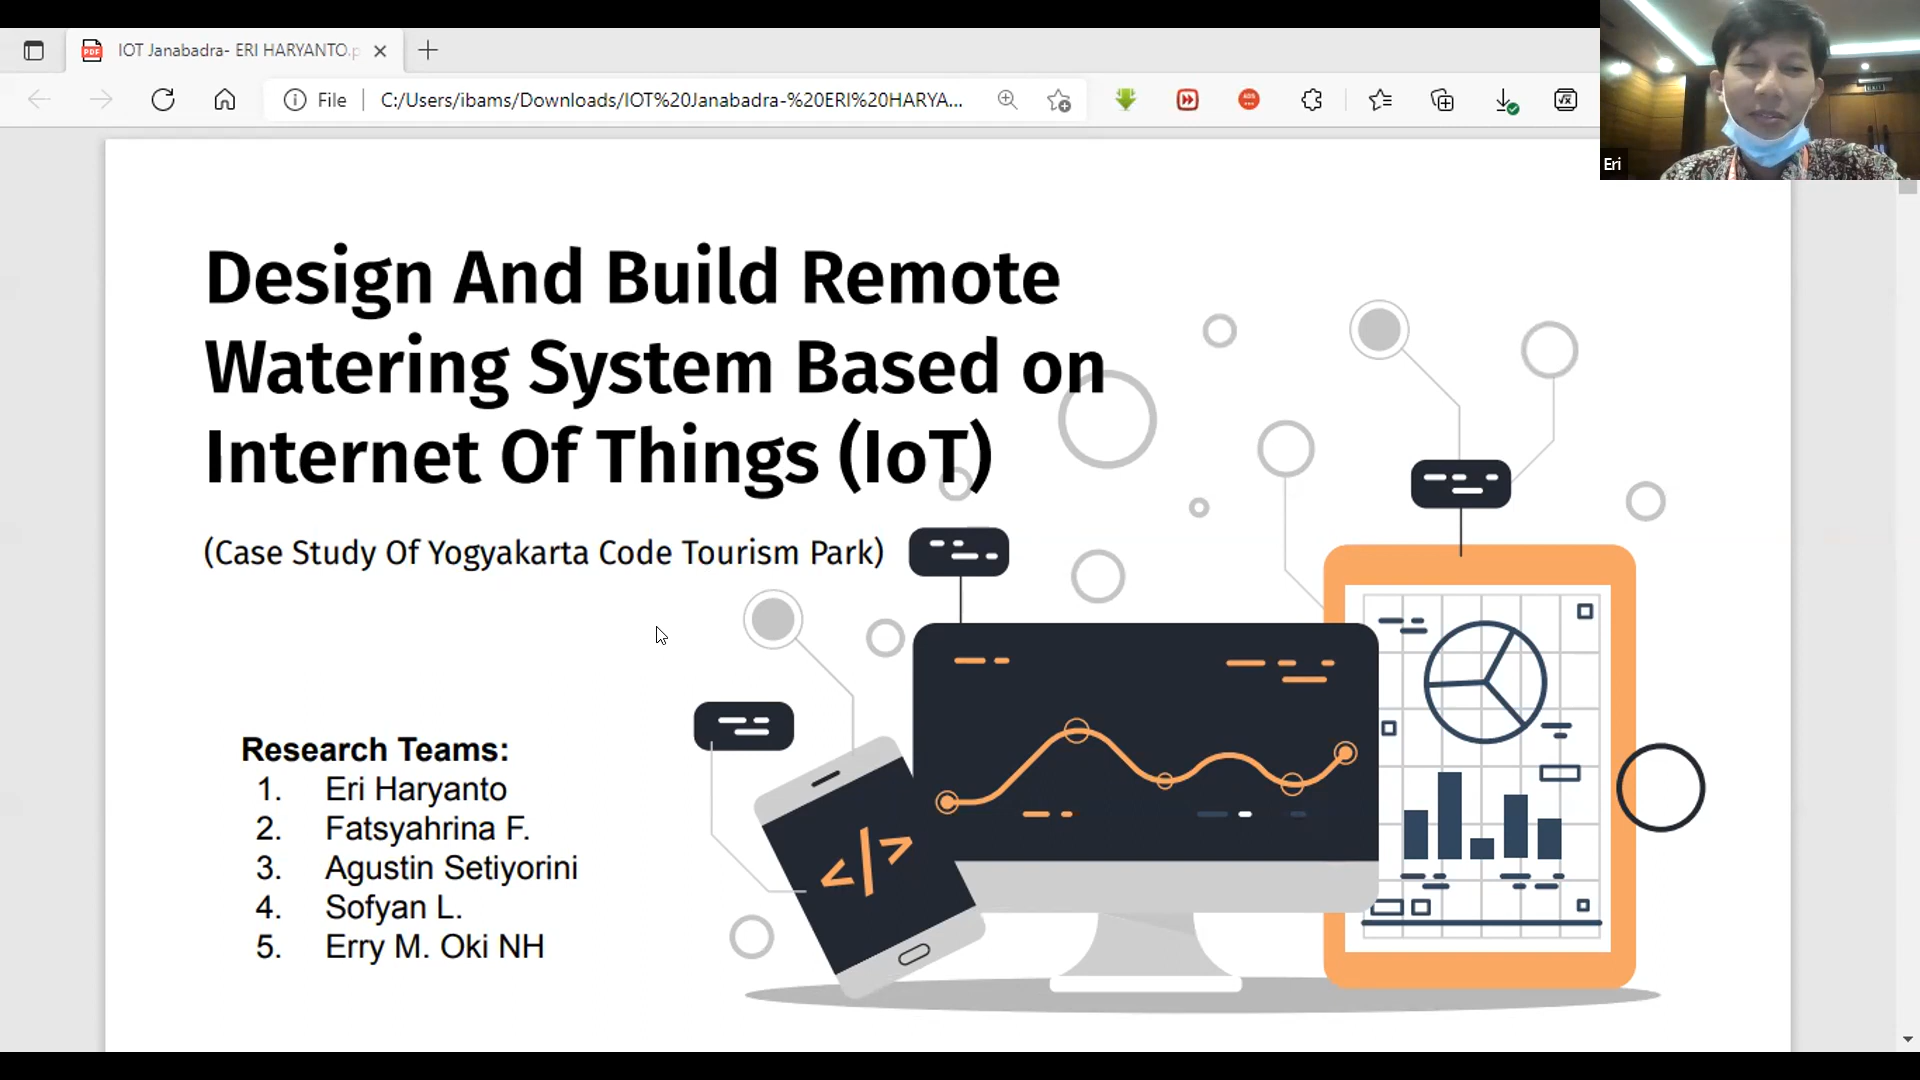 IOT Janabadra- ERI HARYANTO.p
File
C:/Users/ibams/Downloads/IOT%20Janabadra-%20ERI%20HARYA...
Eri
Design And Build Remote
Watering System Based on
Internet Of Things (IoT)
(Case Study Of Yogyakarta Code Tourism Park)
</>
Research Teams:
1. Eri Haryanto
2. Fatsyahrina F.
3. Agustin Setiyorini
4. Sofyan L.
5. Erry M. Oki NH